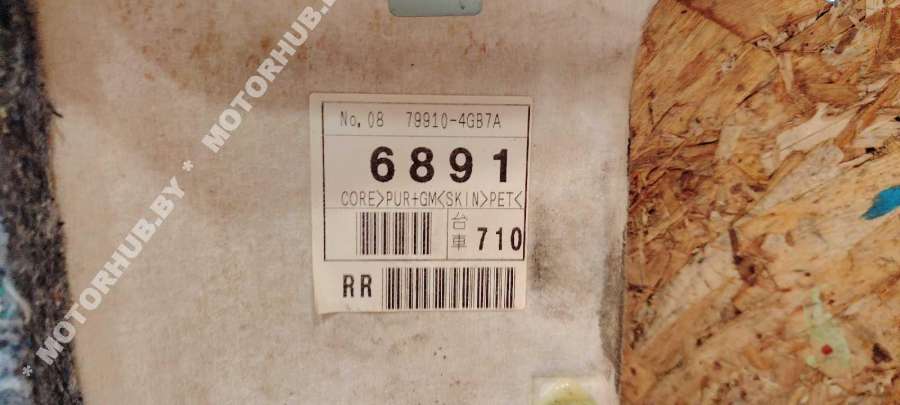 No, 08 79910-4GB7A
6891
CORE>PUR+GM<SKIN>PET<
台車 710
RR
* MOTORHUB.BY * MOTORHUB.BY